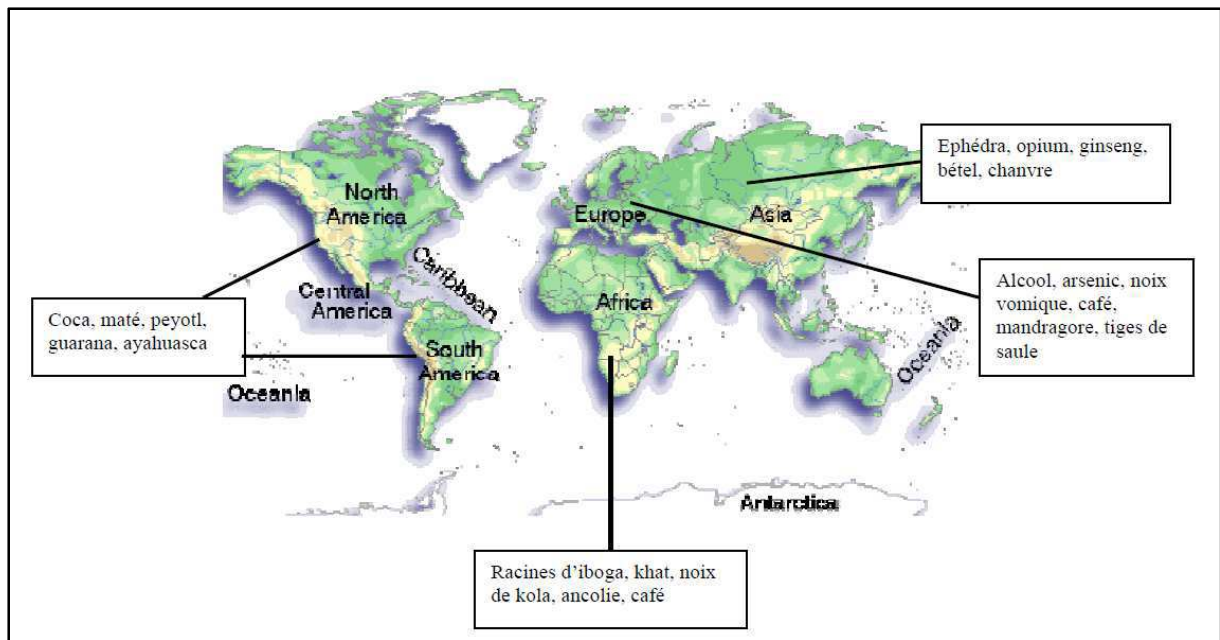 Ephédra, opium, ginseng,
bétel, chanvre
North
America
Europe
Asia
Caribbean
Central
America
Africa
Alcool, arsenic, noix
vomique, café,
mandragore, tiges de
saule
Coca, maté, peyotl,
guarana, ayahuasca
South
America
Oceania
Oceania
Antarctica
Racines d’iboga, khat, noix
de kola, ancolie, café